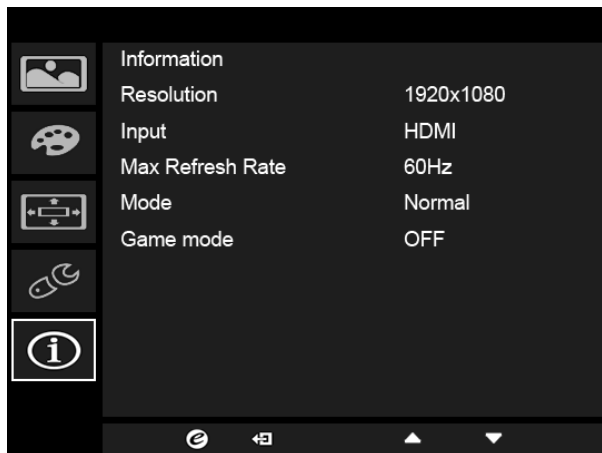 Information
Resolution 1920x1080
Input HDMI
Max Refresh Rate 60Hz
Mode Normal
Game mode OFF